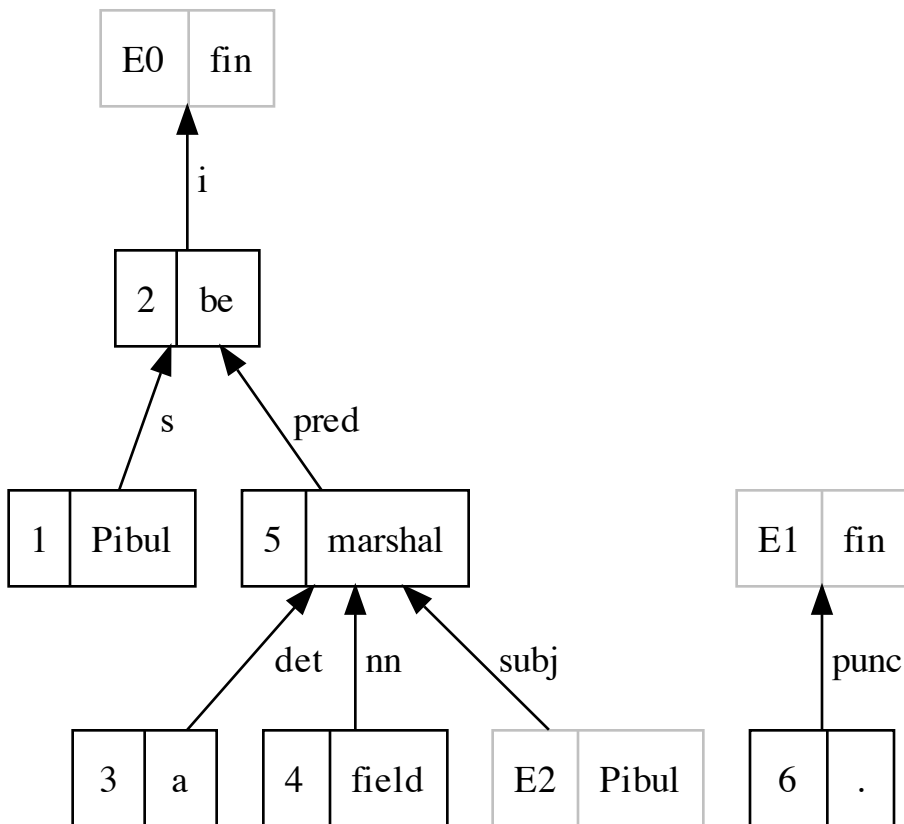 E0 fin
i
2 be
s pred
1 Pibul 5 marshal E1 fin
det nn subj punc
3 a 4 field E2 Pibul 6 .